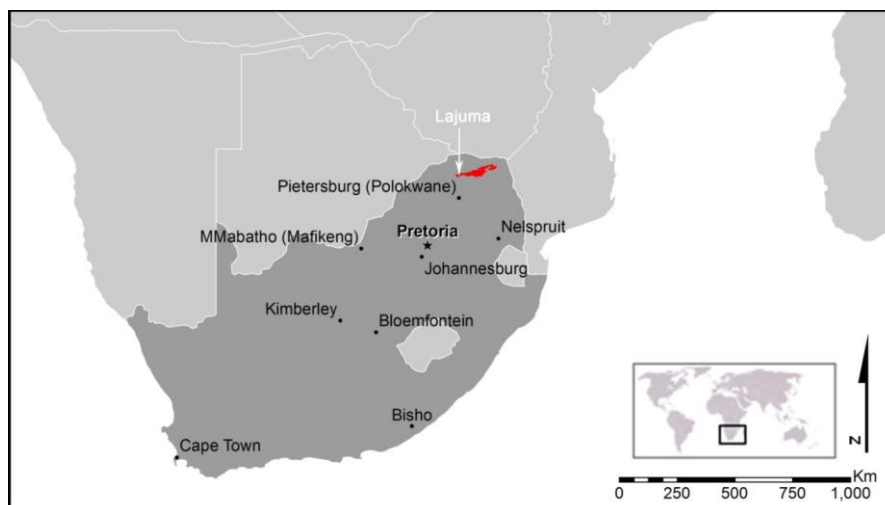 Lajuma
Pietersburg (Polokwane)
Nelspruit
MMabatho (Mafikeng)
Pretoria
Johannesburg
Kimberley
Bloemfontein
Bisho
Cape Town
N
Km
0 250 500 750 1,000